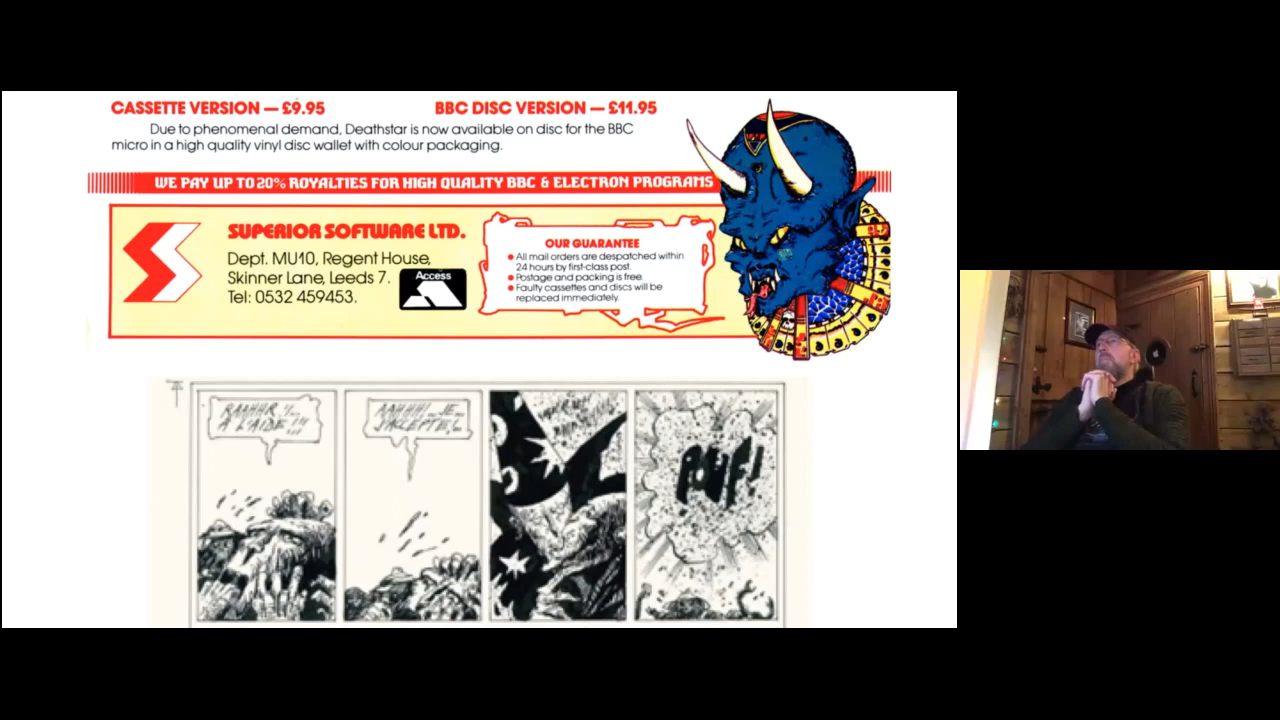 CASSETTE VERSION — £9.95
BBC DISC VERSION — £11.95
Due to phenomenal demand, Deathstar is now available on disc for the BBC
micro in a high quality vinyl disc wallet with colour packaging.
WE PAY UP TO 20% ROYALTIES FOR HIGH QUALITY BBC & ELECTRON PROGRAMS
SUPERIOR SOFTWARE LTD.
Dept. MU10, Regent House,
Skinner Lane, Leeds 7.
Tel: 0532 459453.
Access
OUR GUARANTEE
● All mail orders are despatched within
24 hours by first-class post.
● Postage and packing is free.
● Faulty cassettes and discs will be
replaced immediately.
À L'AIDE!!!
J'ACCEPTE!
POUF!